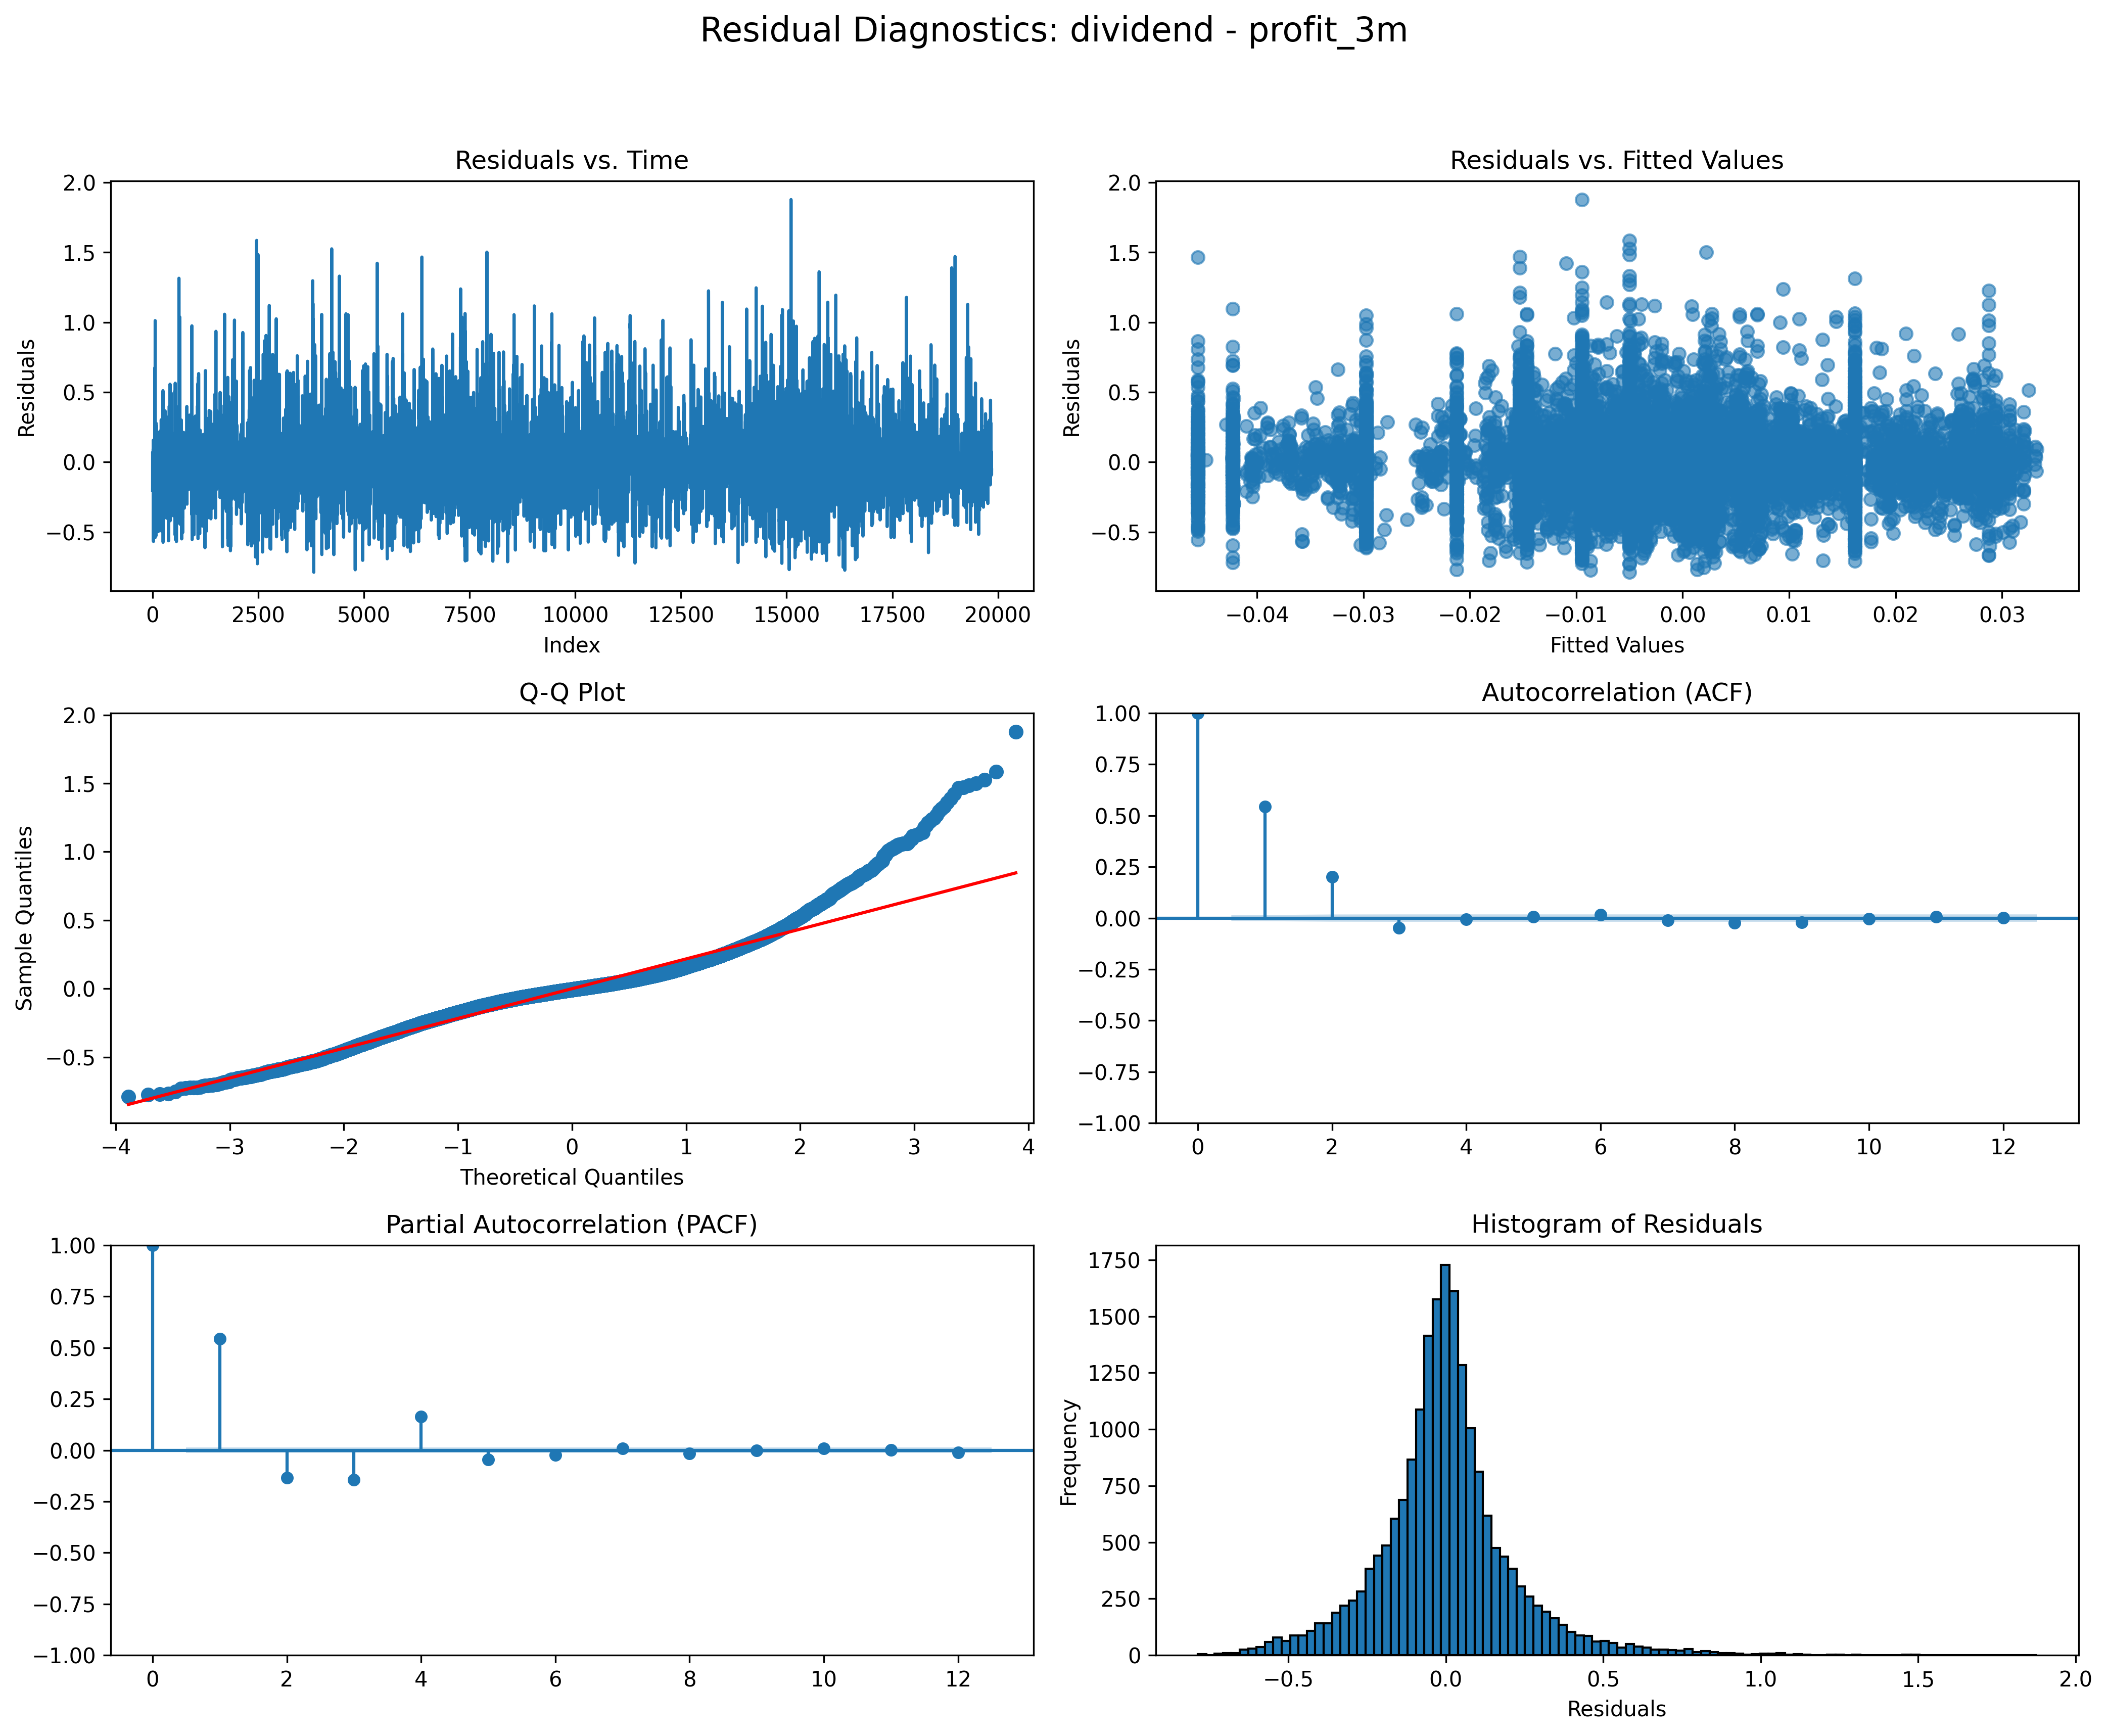 Residual Diagnostics: dividend - profit_3m
Residuals vs. Time
Residuals
2.0
1.5
1.0
0.5
0.0
−0.5
0 2500 5000 7500 10000 12500 15000 17500 20000
Index
Residuals vs. Fitted Values
Residuals
2.0
1.5
1.0
0.5
0.0
−0.5
−0.04 −0.03 −0.02 −0.01 0.00 0.01 0.02 0.03
Fitted Values
Q-Q Plot
Sample Quantiles
2.0
1.5
1.0
0.5
0.0
−0.5
−4 −3 −2 −1 0 1 2 3 4
Theoretical Quantiles
Autocorrelation (ACF)
1.00
0.75
0.50
0.25
0.00
−0.25
−0.50
−0.75
−1.00
0 2 4 6 8 10 12
Partial Autocorrelation (PACF)
1.00
0.75
0.50
0.25
0.00
−0.25
−0.50
−0.75
−1.00
0 2 4 6 8 10 12
Histogram of Residuals
Frequency
1750
1500
1250
1000
750
500
250
0
−0.5 0.0 0.5 1.0 1.5 2.0
Residuals